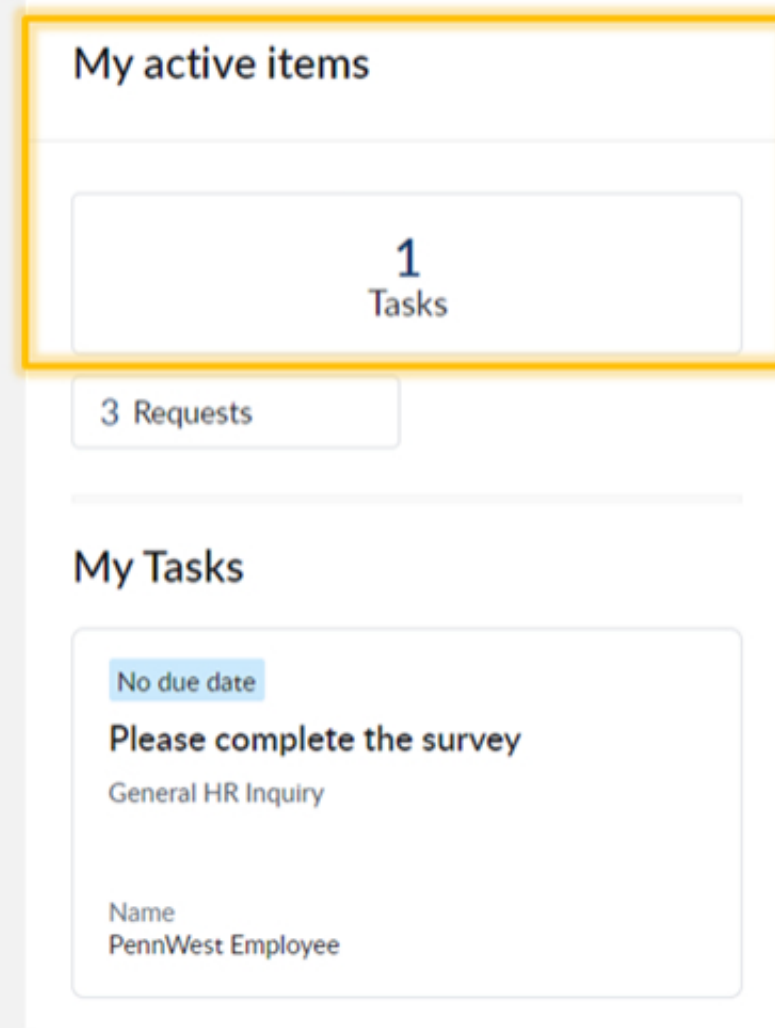 My active items
1
Tasks
3 Requests
My Tasks
No due date
Please complete the survey
General HR Inquiry
Name
PennWest Employee